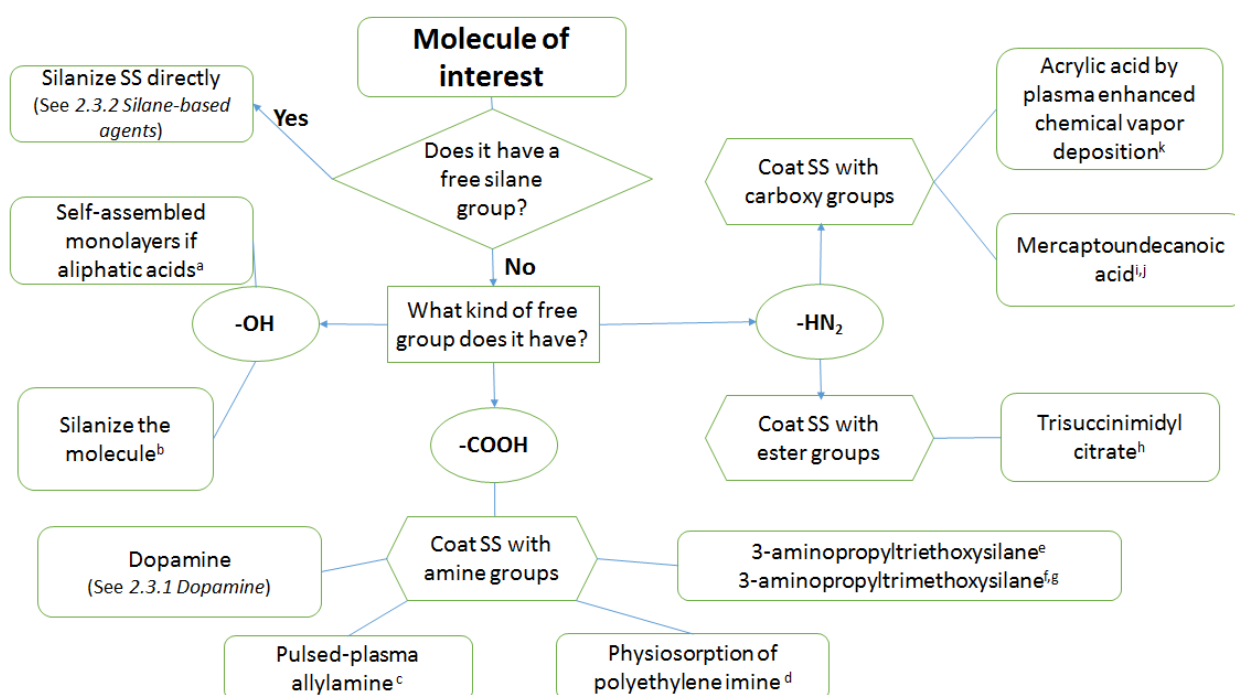 Molecule of
interest
Silanize SS directly
(See 2.3.2 Silane-based
agents)
Yes
Does it have a
free silane
group?
No
What kind of free
group does it have?
Self-assembled
monolayers if
aliphatic acidsᵃ
-OH
Silanize the
moleculeᵇ
-COOH
Coat SS with
amine groups
Dopamine
(See 2.3.1 Dopamine)
Pulsed-plasma
allylamine ᶜ
Physiosorption of
polyethylene imine ᵈ
3-aminopropyltriethoxysilaneᵉ
3-aminopropyltrimethoxysilaneᶠ,ᵍ
-HN₂
Coat SS with
carboxy groups
Acrylic acid by
plasma enhanced
chemical vapor
depositionᵏ
Mercaptoundecanoic
acidⁱ,ʲ
Coat SS with
ester groups
Trisuccinimidyl
citrateʰ